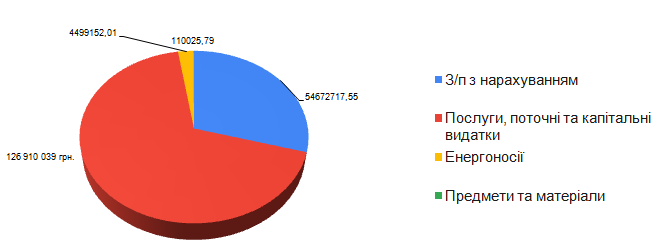 4499152,01
110025,79
54672717,55
126 910 039 грн.
З/п з нарахуванням
Послуги, поточні та капітальні
видатки
Енергоносії
Предмети та матеріали